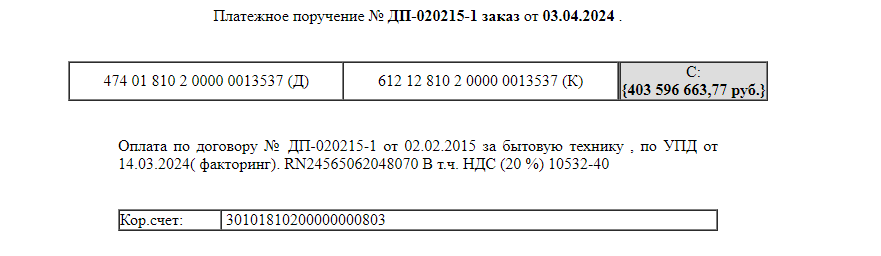 Платежное поручение № ДП-020215-1 заказ от 03.04.2024 .
474 01 810 2 0000 0013537 (Д)
612 12 810 2 0000 0013537 (К)
С:
{403 596 663,77 руб.}
Оплата по договору № ДП-020215-1 от 02.02.2015 за бытовую технику , по УПД от
14.03.2024( факторинг). RN24565062048070 В т.ч. НДС (20 %) 10532-40
Кор.счет:
30101810200000000803